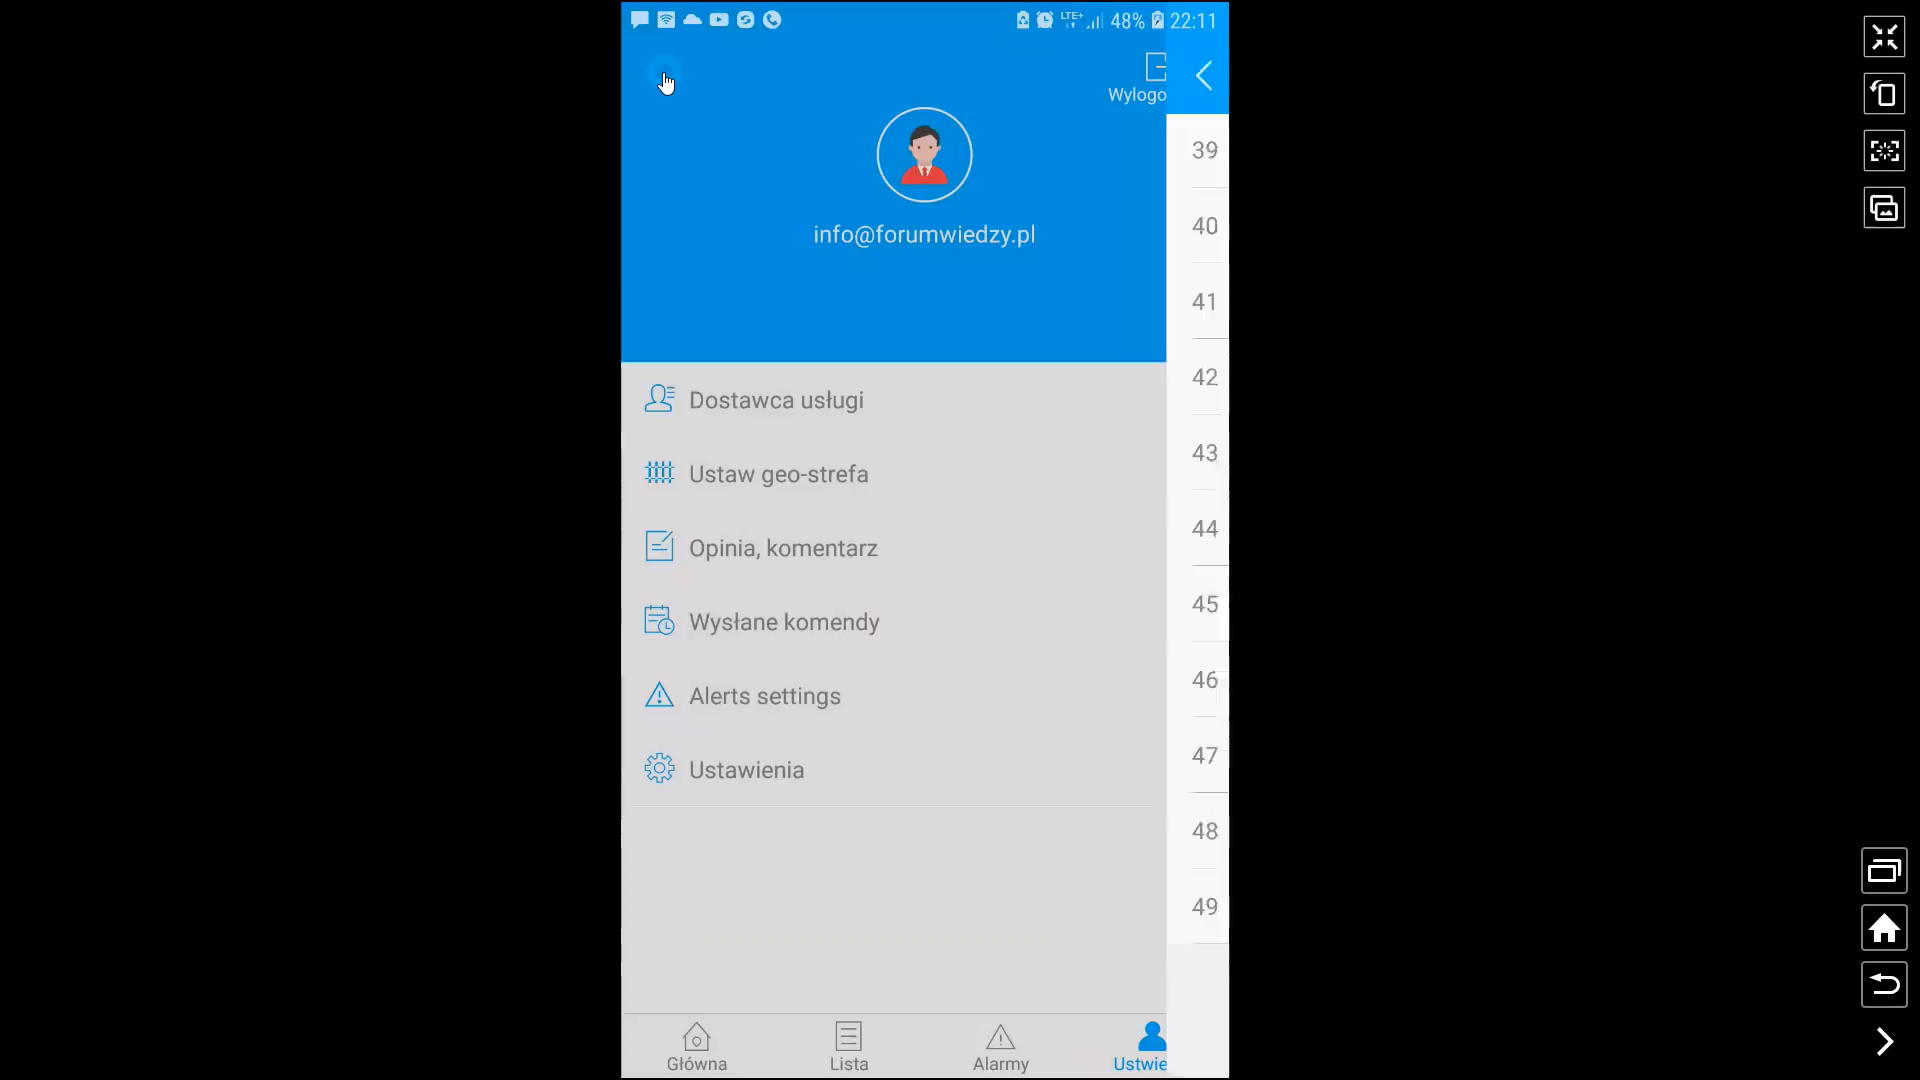 LTE+ 48% 22:11
Wylogo
info@forumwiedzy.pl
Dostawca usługi
Ustaw geo-strefa
Opinia, komentarz
Wysłane komendy
Alerts settings
Ustawienia
39
40
41
42
43
44
45
46
47
48
49
Główna
Lista
Alarmy
Ustwie